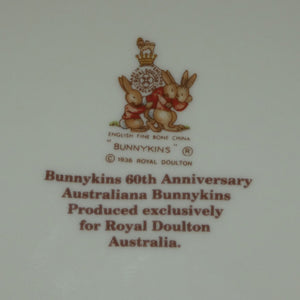 ENGLISH FINE BONE CHINA
"BUNNYKINS" ®
© 1936 ROYAL DOULTON
Bunnykins 60th Anniversary
Australiana Bunnykins
Produced exclusively
for Royal Doulton
Australia.